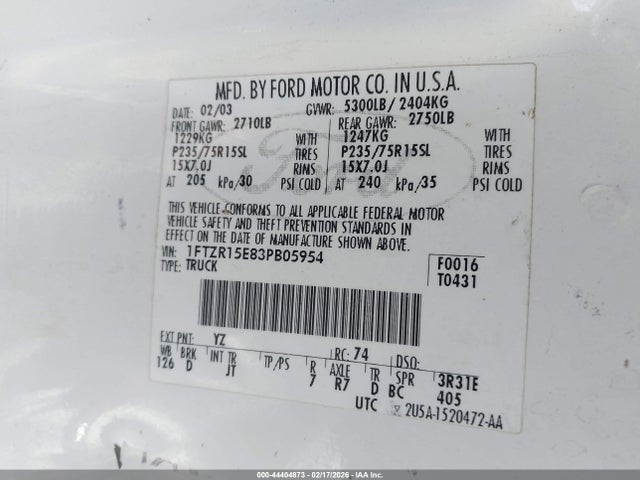 MFD. BY FORD MOTOR CO. IN U.S.A.
DATE: 02/03 GVWR: 5300LB/ 2404KG
FRONT GAWR: 2710LB REAR GAWR: 2750LB
1229KG WITH 1247KG WITH
P235/75R15SL TIRES P235/75R15SL TIRES
15X7.0J RIMS 15X7.0J RIMS
AT 205 kPa/30 PSI COLD AT 240 kPa/35 PSI COLD
Ford
THIS VEHICLE CONFORMS TO ALL APPLICABLE FEDERAL MOTOR
VEHICLE SAFETY AND THEFT PREVENTION STANDARDS IN
EFFECT ON THE DATE OF MANUFACTURE SHOWN ABOVE.
VIN: 1FTZR15E83PB05954 F0016
TYPE: TRUCK T0431
EXT PNT: YZ RC: 74 DSO:
WB BRK INT TR TP/PS R AXLE TR SPR 3R31E
126 D JT 7 R7 D BC 405
UTC 2U5A-1520472-AA
000-44404873 - 02/17/2026 - IAA Corp.